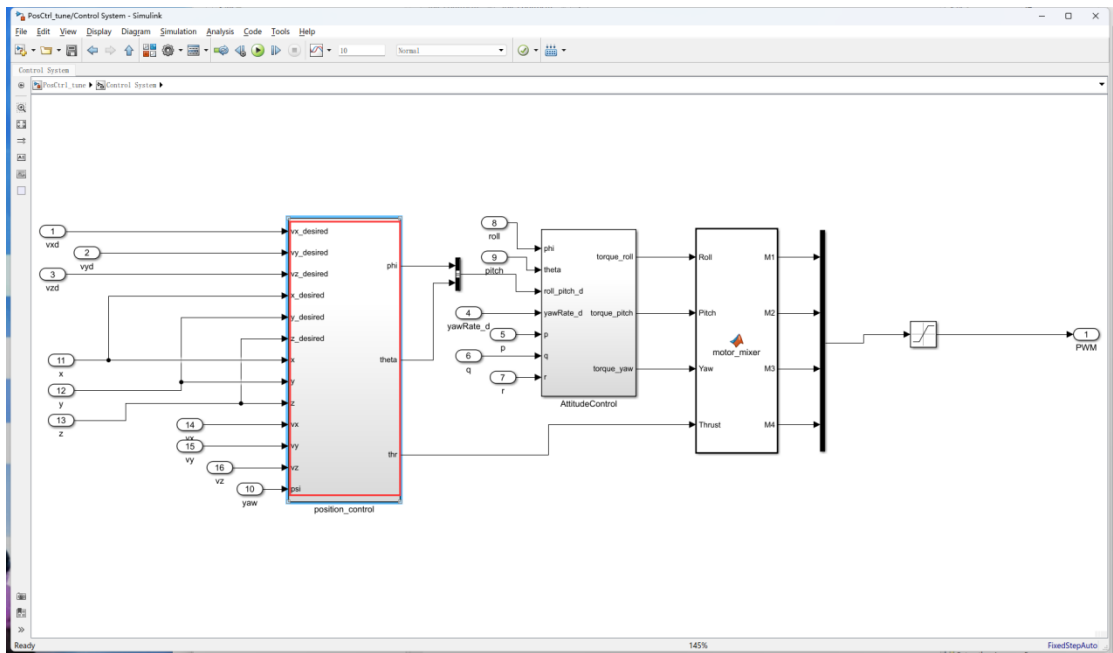 PosCtrl_tune/Control System - Simulink
File Edit View Display Diagram Simulation Analysis Code Tools Help
10 Normal
Control System
PosCtrl_tune Control System
1
vxd
2
vyd
3
vzd
11
x
12
y
13
z
14
vx
15
vy
16
vz
10
yaw
vx_desired
vy_desired
vz_desired
x_desired
y_desired
z_desired
x
y
z
vx
vy
vz
psi
phi
theta
thr
position_control
8
roll
9
pitch
4
yawRate_d
5
p
6
q
7
r
phi
theta
roll_pitch_d
yawRate_d
p
q
r
torque_roll
torque_pitch
torque_yaw
AttitudeControl
Roll
Pitch
Yaw
Thrust
motor_mixer
M1
M2
M3
M4
1
PWM
Ready 145% FixedStepAuto